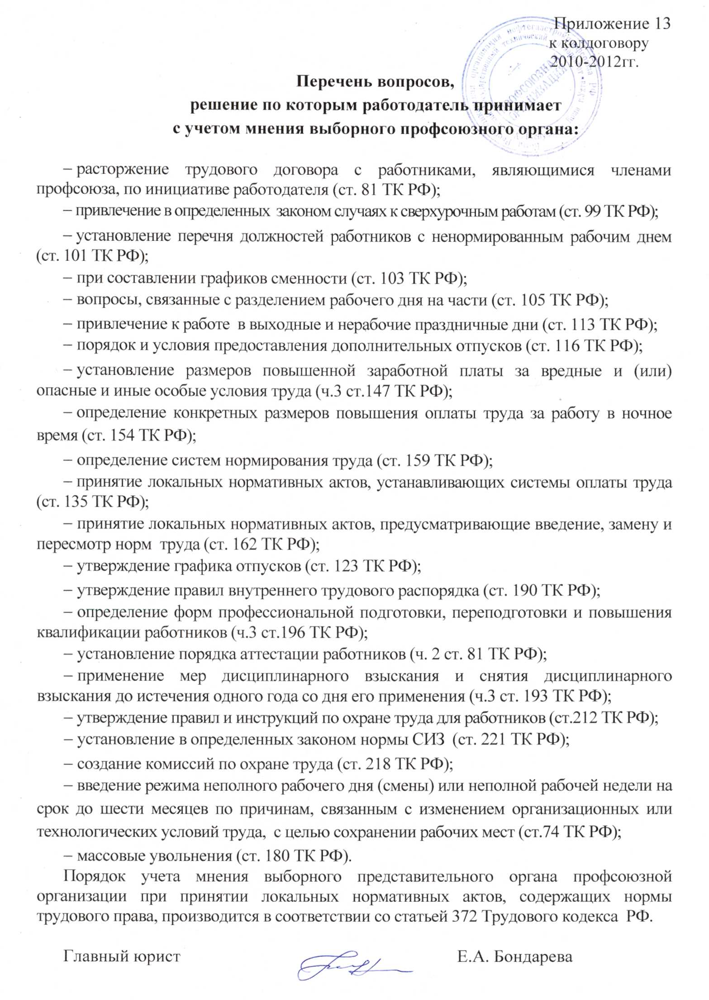 Приложение 13
к колдоговору
2010-2012гг.
Перечень вопросов,
решение по которым работодатель принимает
с учетом мнения выборного профсоюзного органа:
– расторжение трудового договора с работниками, являющимися членами
профсоюза, по инициативе работодателя (ст. 81 ТК РФ);
– привлечение в определенных законом случаях к сверхурочным работам (ст. 99 ТК РФ);
– установление перечня должностей работников с ненормированным рабочим днем
(ст. 101 ТК РФ);
– при составлении графиков сменности (ст. 103 ТК РФ);
– вопросы, связанные с разделением рабочего дня на части (ст. 105 ТК РФ);
– привлечение к работе в выходные и нерабочие праздничные дни (ст. 113 ТК РФ);
– порядок и условия предоставления дополнительных отпусков (ст. 116 ТК РФ);
– установление размеров повышенной заработной платы за вредные и (или)
опасные и иные особые условия труда (ч.3 ст.147 ТК РФ);
– определение конкретных размеров повышения оплаты труда за работу в ночное
время (ст. 154 ТК РФ);
– определение систем нормирования труда (ст. 159 ТК РФ);
– принятие локальных нормативных актов, устанавливающих системы оплаты труда
(ст. 135 ТК РФ);
– принятие локальных нормативных актов, предусматривающие введение, замену и
пересмотр норм труда (ст. 162 ТК РФ);
– утверждение графика отпусков (ст. 123 ТК РФ);
– утверждение правил внутреннего трудового распорядка (ст. 190 ТК РФ);
– определение форм профессиональной подготовки, переподготовки и повышения
квалификации работников (ч.3 ст.196 ТК РФ);
– установление порядка аттестации работников (ч. 2 ст. 81 ТК РФ);
– применение мер дисциплинарного взыскания и снятия дисциплинарного
взыскания до истечения одного года со дня его применения (ч.3 ст. 193 ТК РФ);
– утверждение правил и инструкций по охране труда для работников (ст.212 ТК РФ);
– установление в определенных законом нормы СИЗ (ст. 221 ТК РФ);
– создание комиссий по охране труда (ст. 218 ТК РФ);
– введение режима неполного рабочего дня (смены) или неполной рабочей недели на
срок до шести месяцев по причинам, связанным с изменением организационных или
технологических условий труда, с целью сохранении рабочих мест (ст.74 ТК РФ);
– массовые увольнения (ст. 180 ТК РФ).
Порядок учета мнения выборного представительного органа профсоюзной
организации при принятии локальных нормативных актов, содержащих нормы
трудового права, производится в соответствии со статьей 372 Трудового кодекса РФ.
Главный юрист Е.А. Бондарева